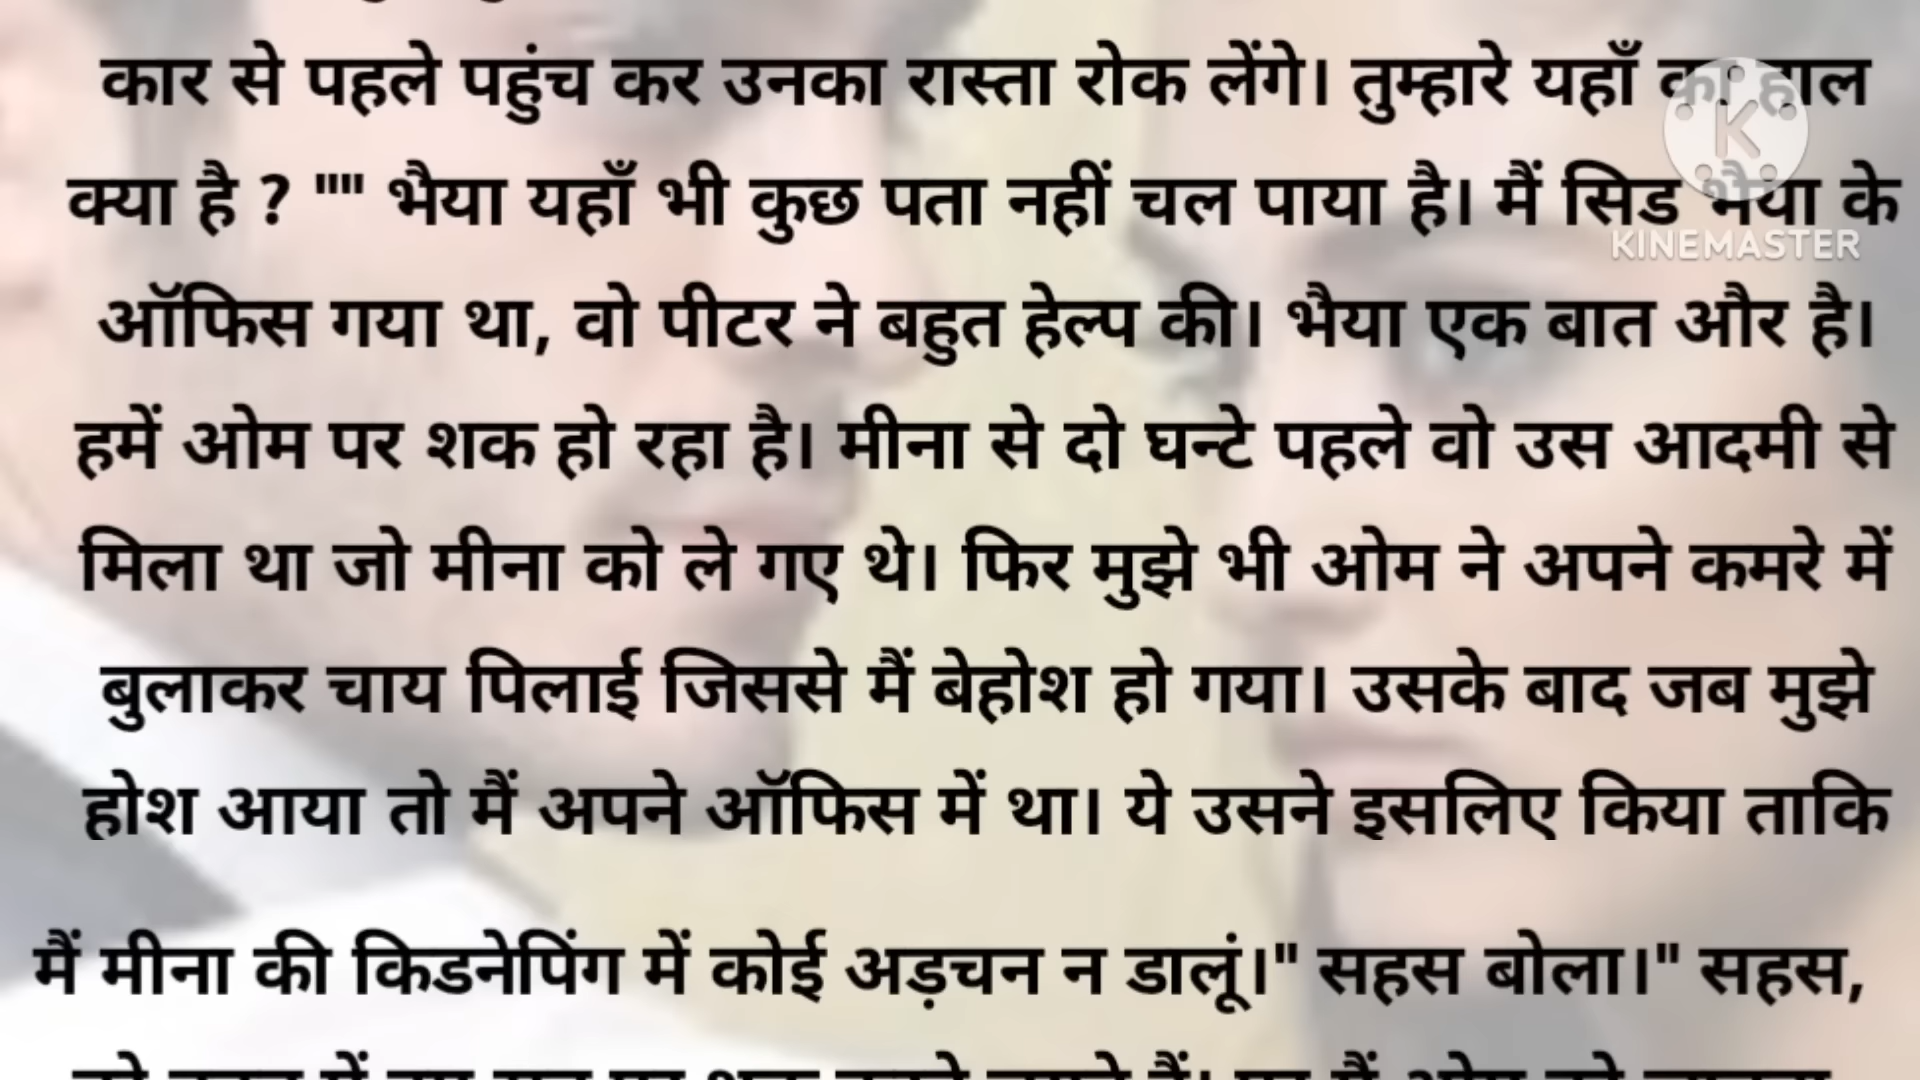 कार से पहले पहुंच कर उनका रास्ता रोक लेंगे। तुम्हारे यहाँ का हाल
क्या है ? "" भैया यहाँ भी कुछ पता नहीं चल पाया है। मैं सिड भैया के
KINEMASTER
ऑफिस गया था, वो पीटर ने बहुत हेल्प की। भैया एक बात और है।
हमें ओम पर शक हो रहा है। मीना से दो घन्टे पहले वो उस आदमी से
मिला था जो मीना को ले गए थे। फिर मुझे भी ओम ने अपने कमरे में
बुलाकर चाय पिलाई जिससे मैं बेहोश हो गया। उसके बाद जब मुझे
होश आया तो मैं अपने ऑफिस में था। ये उसने इसलिए किया ताकि
मैं मीना की किडनेपिंग में कोई अड़चन न डालूं।" सहस बोला।" सहस,